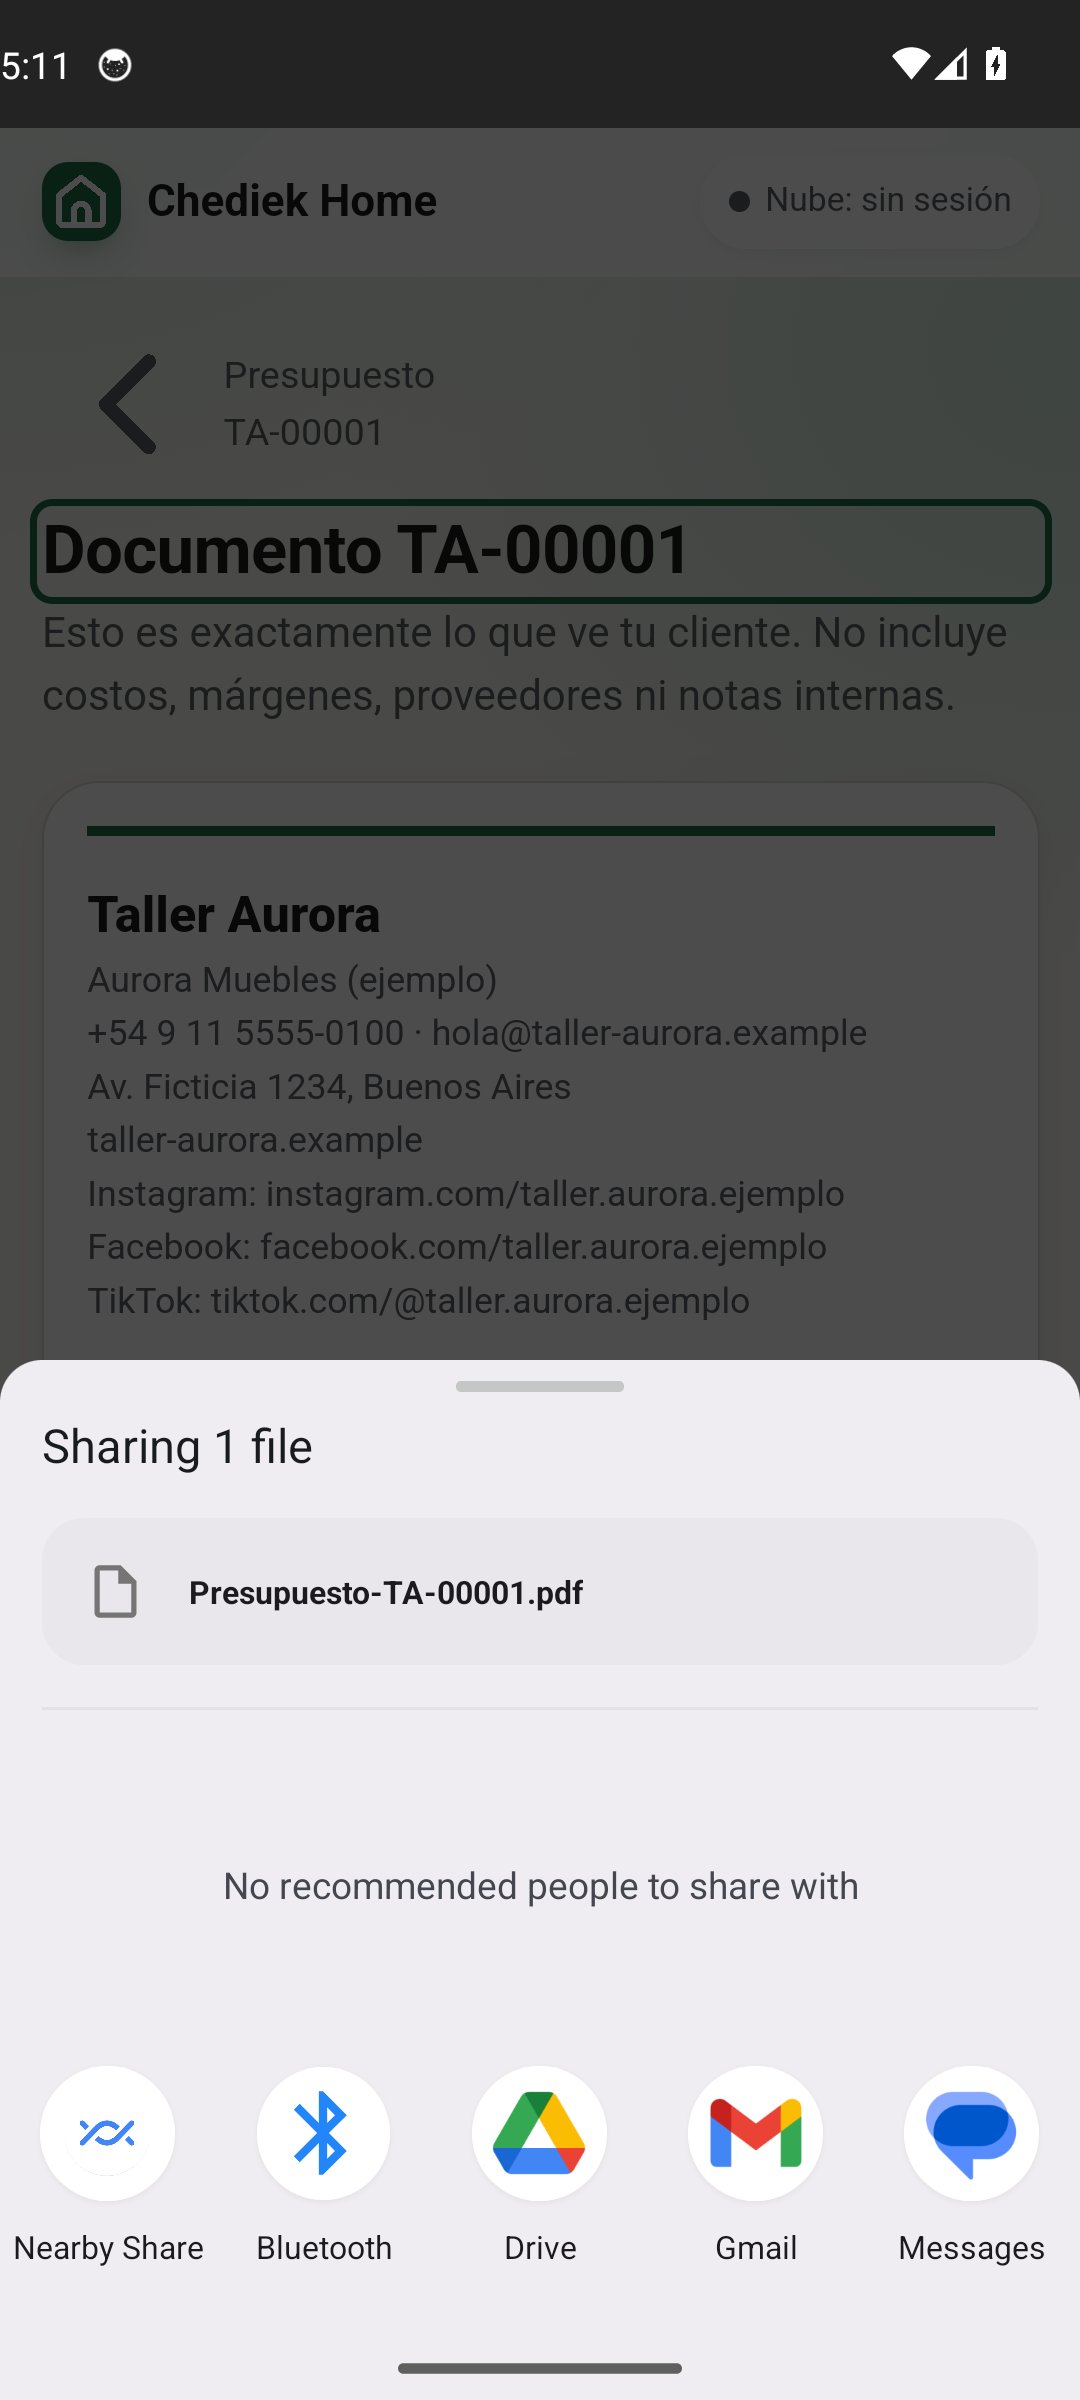 5:11
Chediek Home
Nube: sin sesión
Presupuesto
TA-00001
Documento TA-00001
Esto es exactamente lo que ve tu cliente. No incluye
costos, márgenes, proveedores ni notas internas.
Taller Aurora
Aurora Muebles (ejemplo)
+54 9 11 5555-0100 · hola@taller-aurora.example
Av. Ficticia 1234, Buenos Aires
taller-aurora.example
Instagram: instagram.com/taller.aurora.ejemplo
Facebook: facebook.com/taller.aurora.ejemplo
TikTok: tiktok.com/@taller.aurora.ejemplo
Sharing 1 file
Presupuesto-TA-00001.pdf
No recommended people to share with
Nearby Share
Bluetooth
Drive
Gmail
Messages